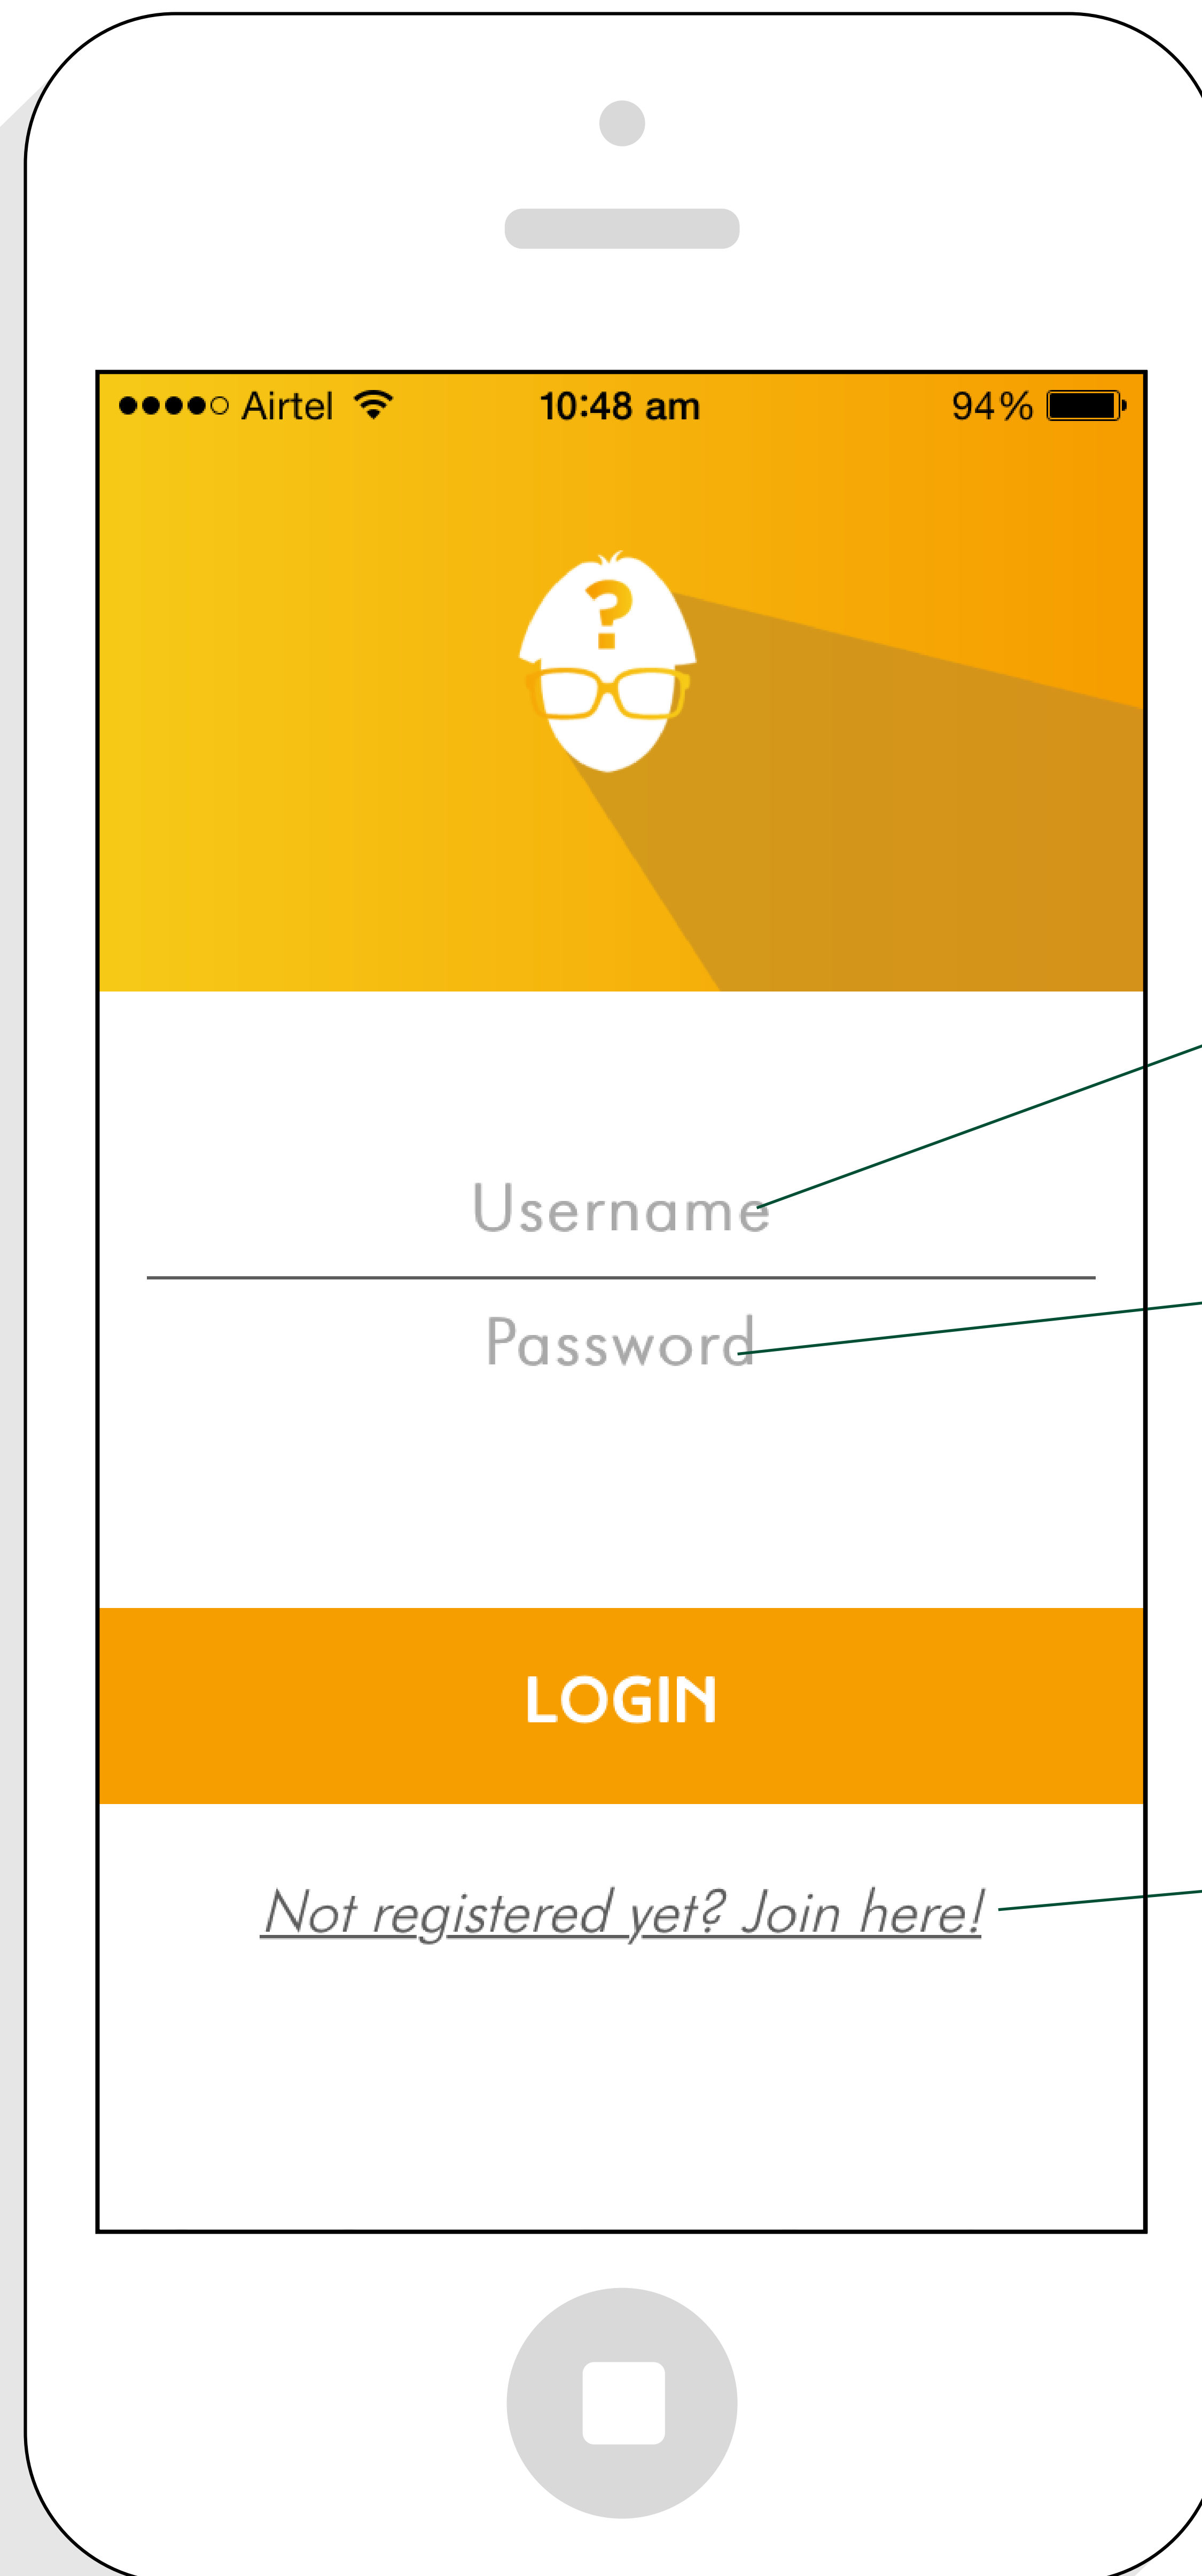 Airtel 10:48 am 94%
?
Username
Password
LOGIN
Not registered yet? Join here!